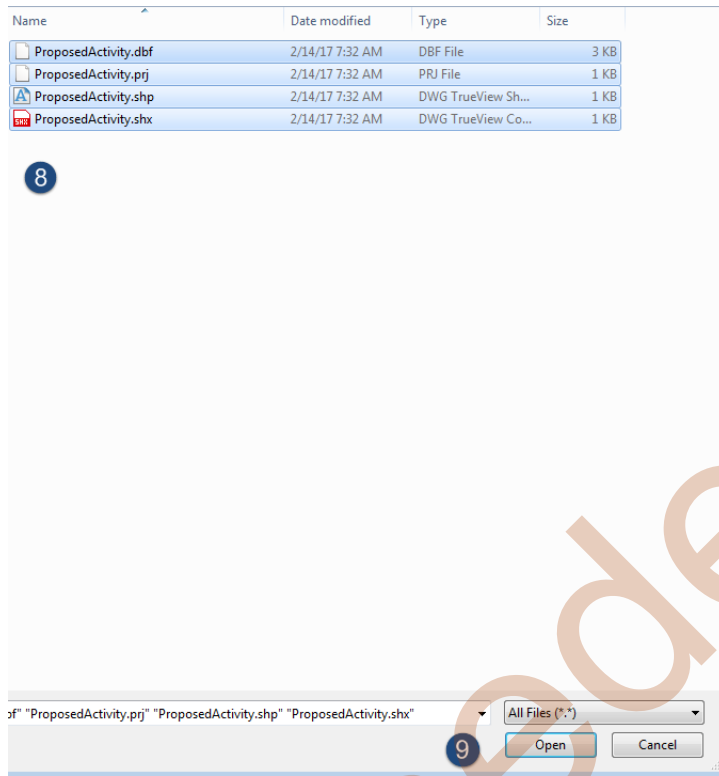 Name Date modified Type Size
ProposedActivity.dbf 2/14/17 7:32 AM DBF File 3 KB
ProposedActivity.prj 2/14/17 7:32 AM PRJ File 1 KB
ProposedActivity.shp 2/14/17 7:32 AM DWG TrueView Sh... 1 KB
SHX ProposedActivity.shx 2/14/17 7:32 AM DWG TrueView Co... 1 KB
8
bf" "ProposedActivity.prj" "ProposedActivity.shp" "ProposedActivity.shx" All Files (*.*)
9 Open Cancel
ede